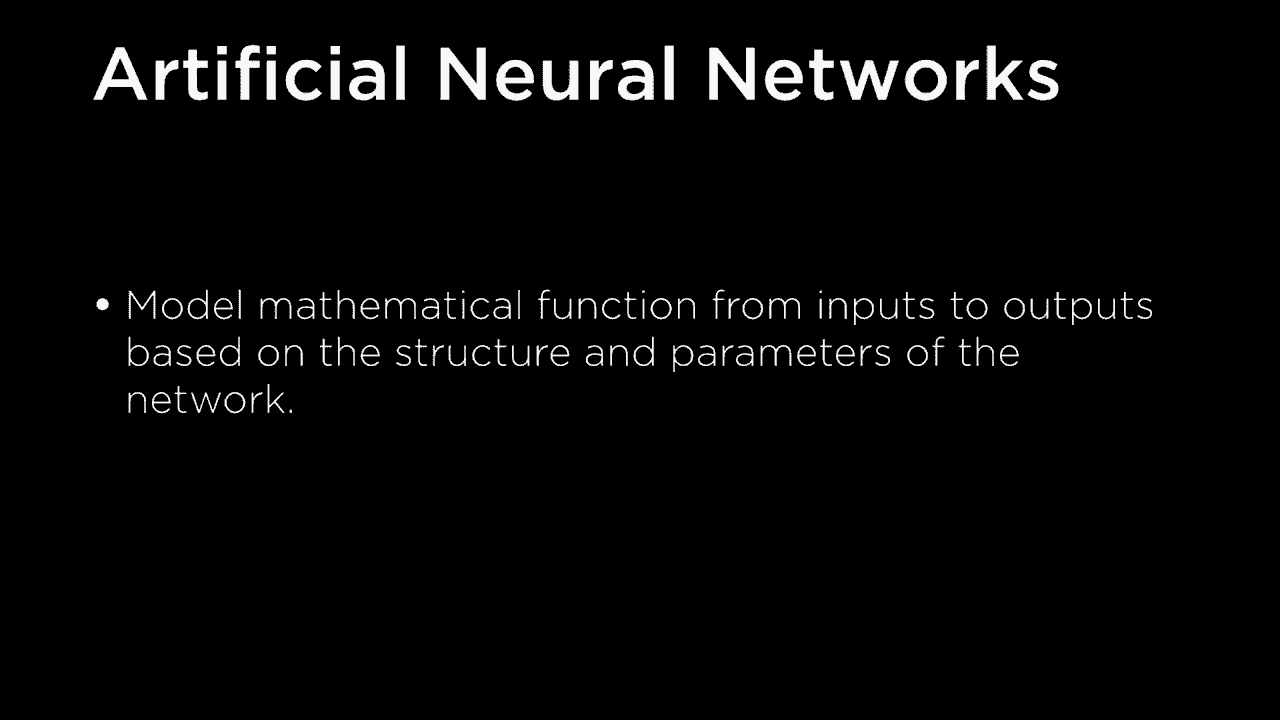 Artificial Neural Networks
• Model mathematical function from inputs to outputs
based on the structure and parameters of the
network.